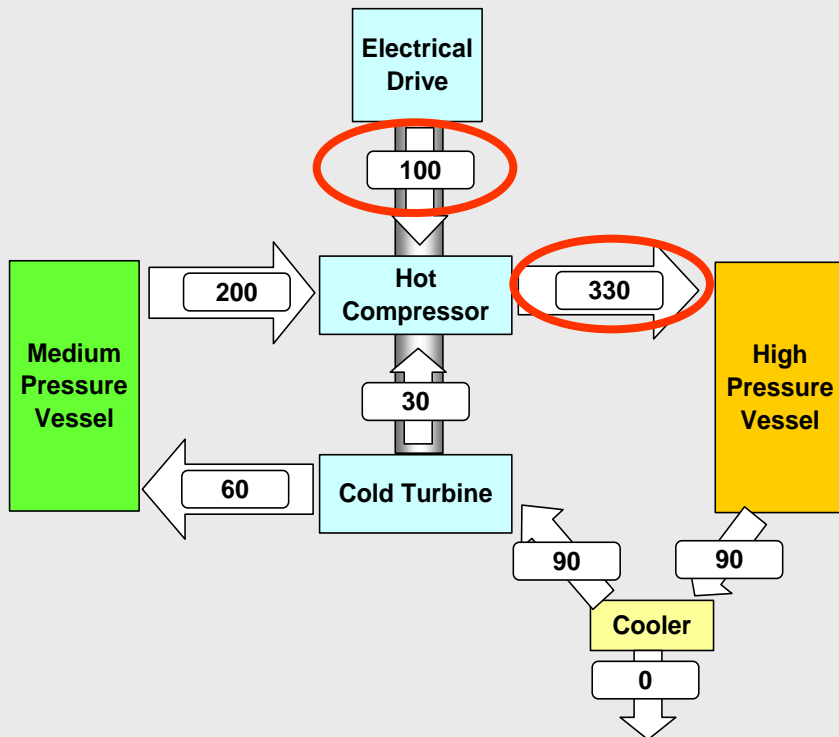 Electrical
Drive
100
200
Hot
Compressor
330
Medium
Pressure
Vessel
High
Pressure
Vessel
30
60
Cold Turbine
90
90
Cooler
0